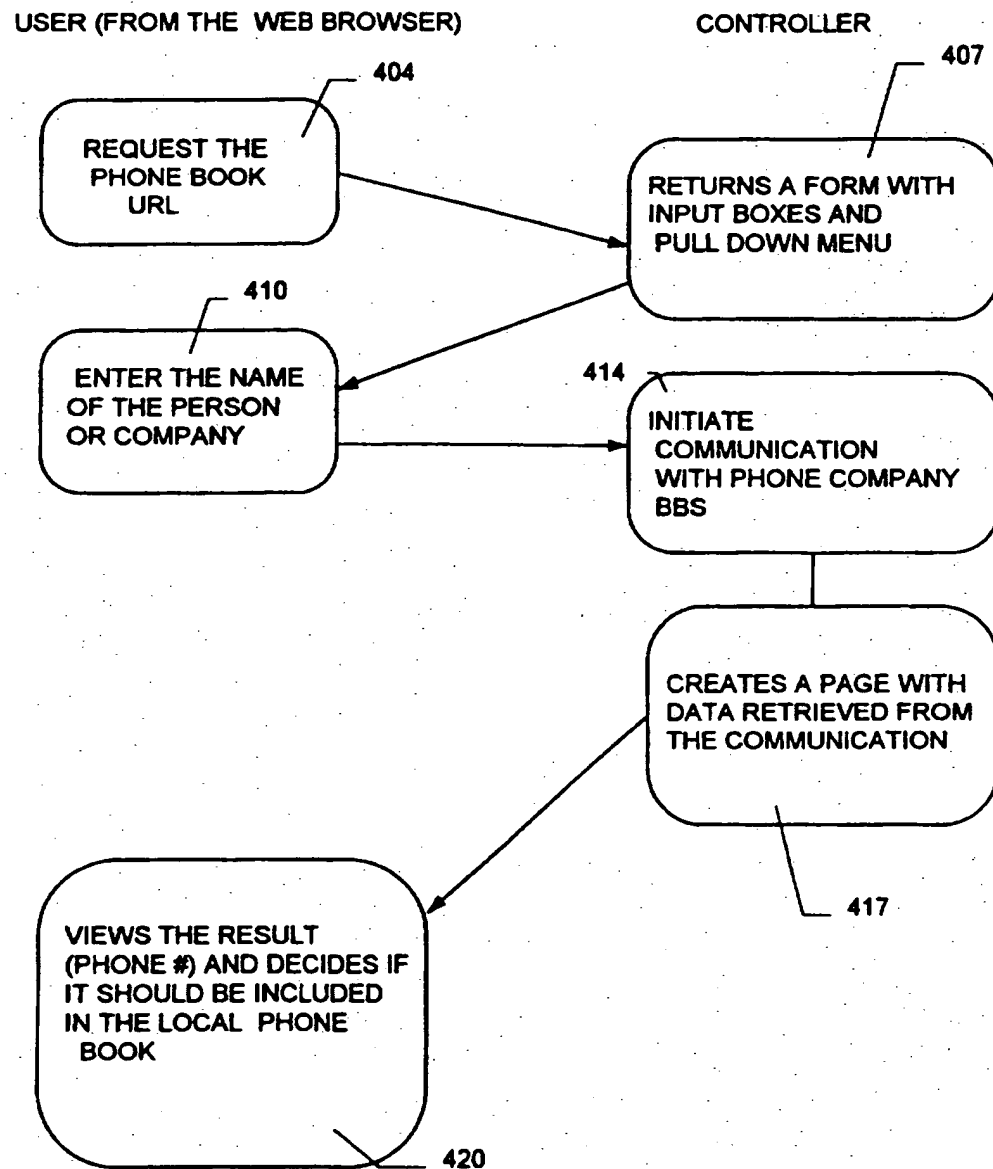 USER (FROM THE WEB BROWSER)
CONTROLLER
404
407
REQUEST THE
PHONE BOOK
URL
RETURNS A FORM WITH
INPUT BOXES AND
PULL DOWN MENU
410
ENTER THE NAME
OF THE PERSON
OR COMPANY
414
INITIATE
COMMUNICATION
WITH PHONE COMPANY
BBS
CREATES A PAGE WITH
DATA RETRIEVED FROM
THE COMMUNICATION
417
VIEWS THE RESULT
(PHONE #) AND DECIDES IF
IT SHOULD BE INCLUDED
IN THE LOCAL PHONE
BOOK
420